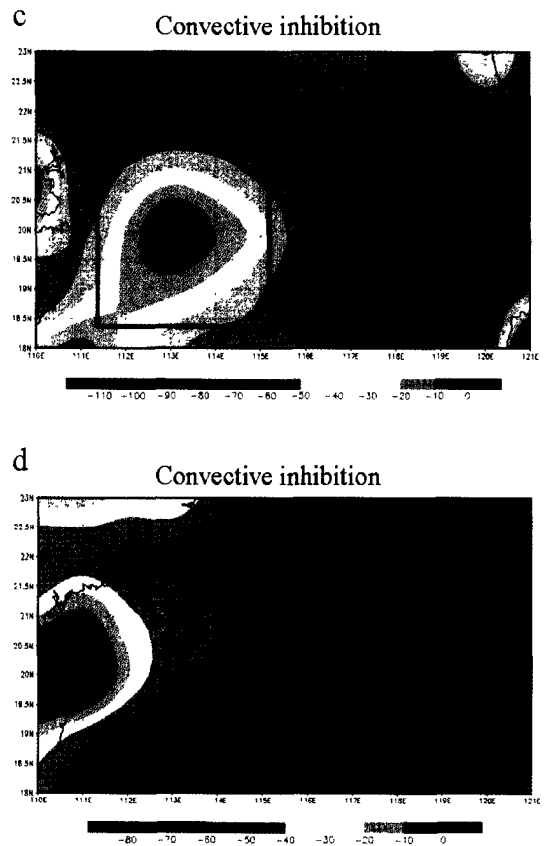 c
Convective inhibition
23N
22N
21.5N
21N
20.5N
20N
19.5N
19N
18.5N
18N
110E 111E 112E 113E 114E 115E 116E 117E 118E 119E 120E 121E
-110 -100 -90 -80 -70 -60 -50 -40 -30 -20 -10 0
d
Convective inhibition
23N
22.5N
22N
21.5N
21N
20.5N
20N
19.5N
19N
18.5N
18N
110E 111E 112E 113E 114E 115E 116E 117E 118E 119E 120E 121E
-80 -70 -60 -50 -40 -30 -20 -10 0